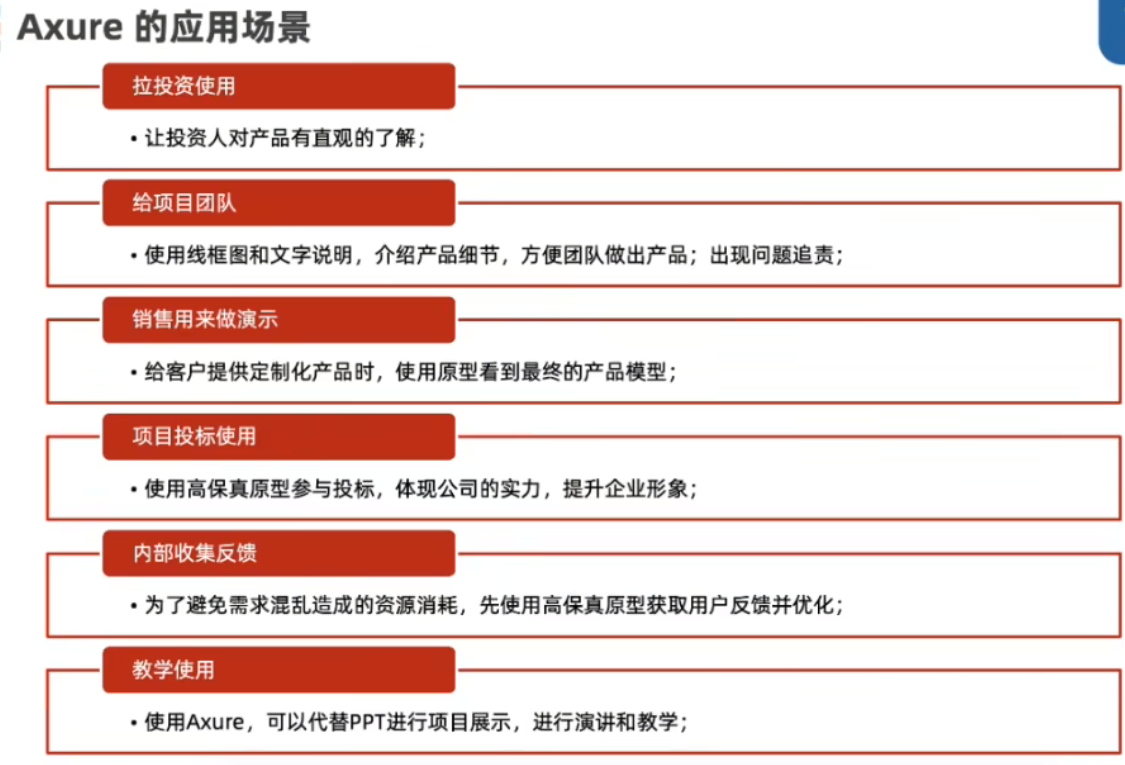 Axure 的应用场景
拉投资使用
• 让投资人对产品有直观的了解；
给项目团队
• 使用线框图和文字说明，介绍产品细节，方便团队做出产品；出现问题追责；
销售用来做演示
• 给客户提供定制化产品时，使用原型看到最终的产品模型；
项目投标使用
• 使用高保真原型参与投标，体现公司的实力，提升企业形象；
内部收集反馈
• 为了避免需求混乱造成的资源消耗，先使用高保真原型获取用户反馈并优化；
教学使用
• 使用Axure，可以代替PPT进行项目展示，进行演讲和教学；